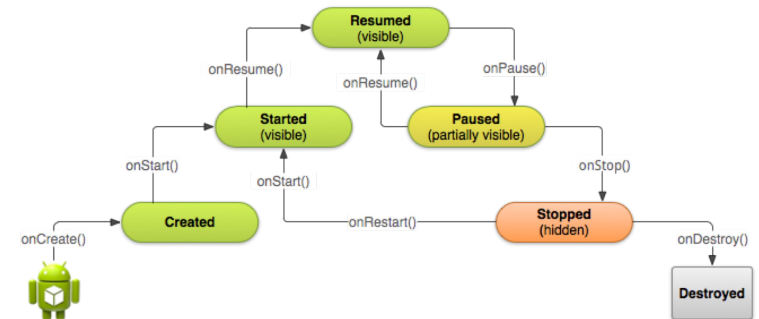 Resumed
(visible)
onResume()
onResume()
onPause()
Started
(visible)
Paused
(partially visible)
onStart()
onStart()
onStop()
Created
onRestart()
Stopped
(hidden)
onCreate()
onDestroy()
Destroyed